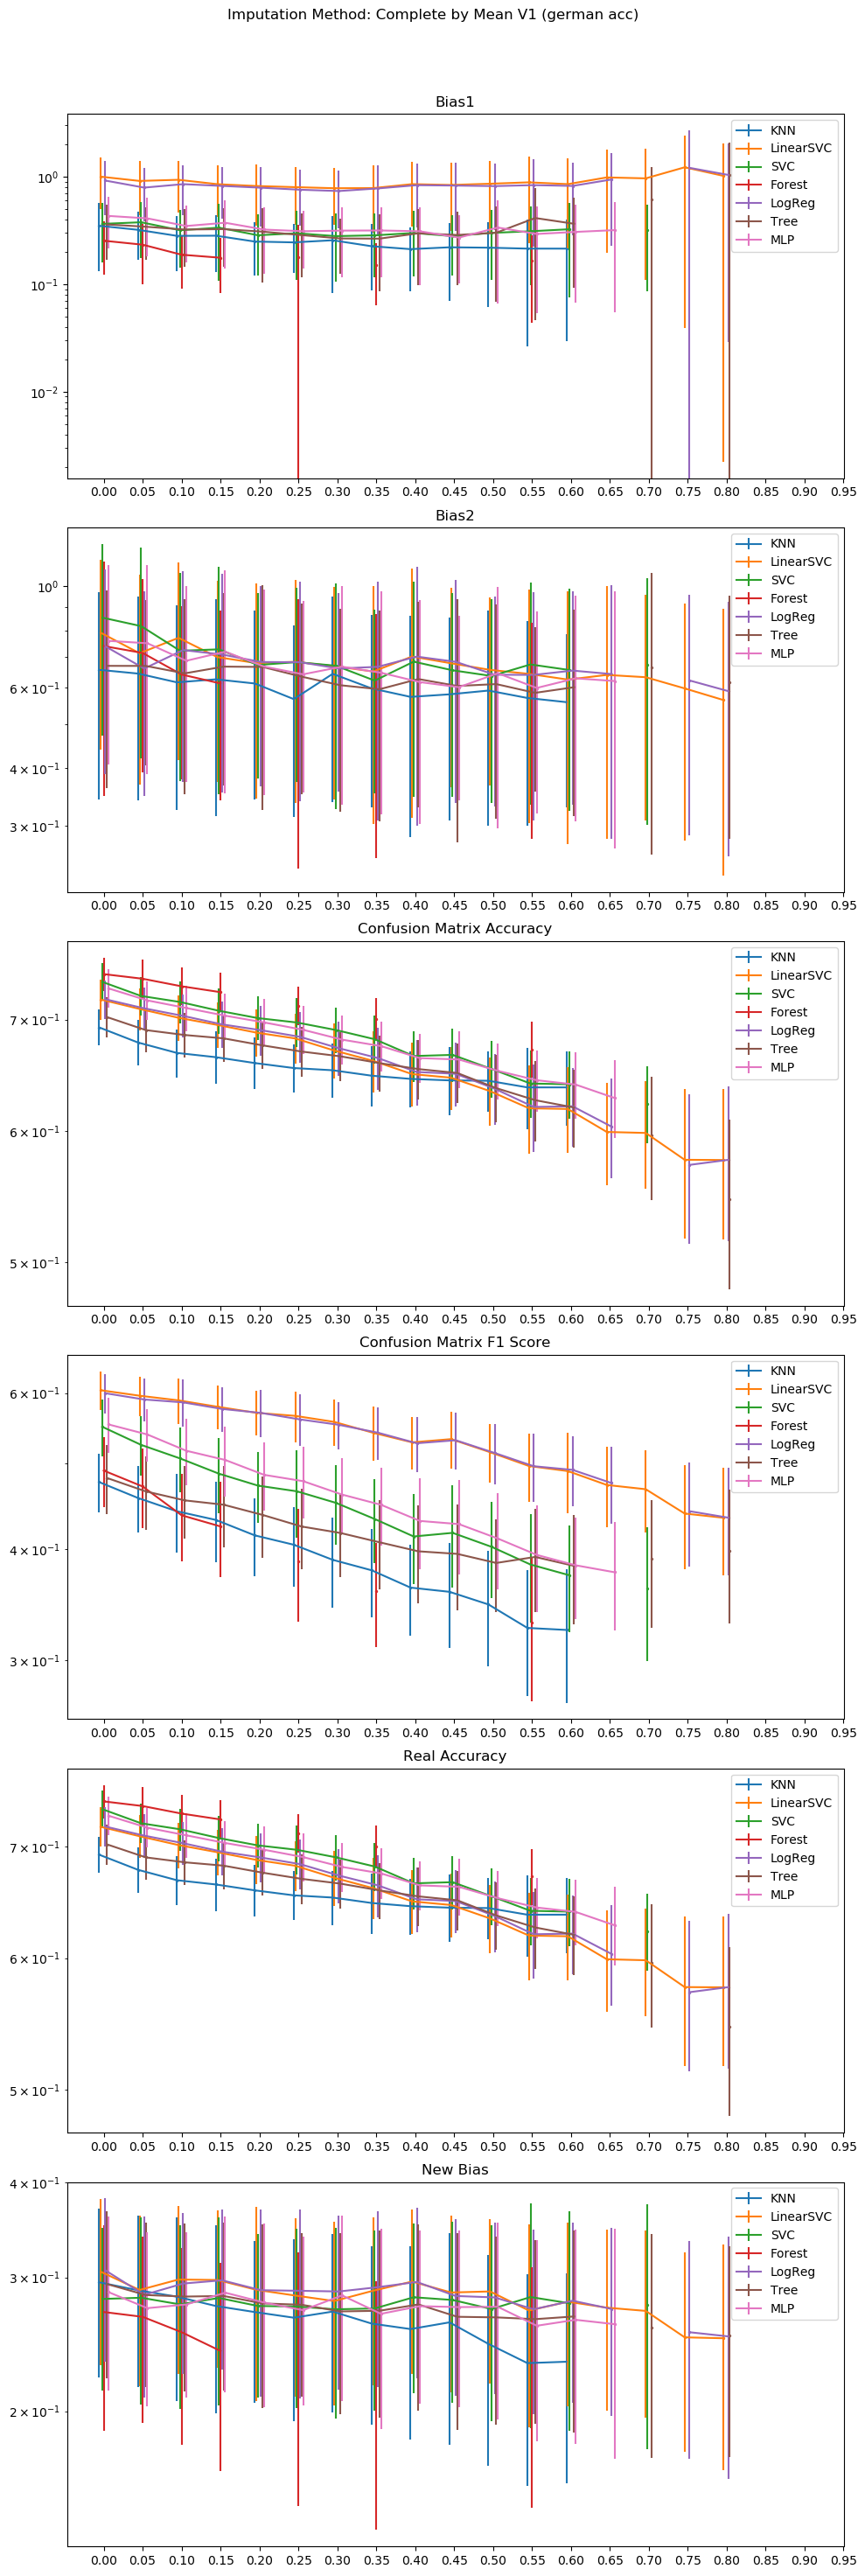 Imputation Method: Complete by Mean V1 (german acc)
Bias1
10^0
10^-1
10^-2
KNN
LinearSVC
SVC
Forest
LogReg
Tree
MLP
0.00 0.05 0.10 0.15 0.20 0.25 0.30 0.35 0.40 0.45 0.50 0.55 0.60 0.65 0.70 0.75 0.80 0.85 0.90 0.95
Bias2
10^0
6 × 10^-1
4 × 10^-1
3 × 10^-1
KNN
LinearSVC
SVC
Forest
LogReg
Tree
MLP
0.00 0.05 0.10 0.15 0.20 0.25 0.30 0.35 0.40 0.45 0.50 0.55 0.60 0.65 0.70 0.75 0.80 0.85 0.90 0.95
Confusion Matrix Accuracy
7 × 10^-1
6 × 10^-1
5 × 10^-1
KNN
LinearSVC
SVC
Forest
LogReg
Tree
MLP
0.00 0.05 0.10 0.15 0.20 0.25 0.30 0.35 0.40 0.45 0.50 0.55 0.60 0.65 0.70 0.75 0.80 0.85 0.90 0.95
Confusion Matrix F1 Score
6 × 10^-1
4 × 10^-1
3 × 10^-1
KNN
LinearSVC
SVC
Forest
LogReg
Tree
MLP
0.00 0.05 0.10 0.15 0.20 0.25 0.30 0.35 0.40 0.45 0.50 0.55 0.60 0.65 0.70 0.75 0.80 0.85 0.90 0.95
Real Accuracy
7 × 10^-1
6 × 10^-1
5 × 10^-1
KNN
LinearSVC
SVC
Forest
LogReg
Tree
MLP
0.00 0.05 0.10 0.15 0.20 0.25 0.30 0.35 0.40 0.45 0.50 0.55 0.60 0.65 0.70 0.75 0.80 0.85 0.90 0.95
New Bias
4 × 10^-1
3 × 10^-1
2 × 10^-1
KNN
LinearSVC
SVC
Forest
LogReg
Tree
MLP
0.00 0.05 0.10 0.15 0.20 0.25 0.30 0.35 0.40 0.45 0.50 0.55 0.60 0.65 0.70 0.75 0.80 0.85 0.90 0.95